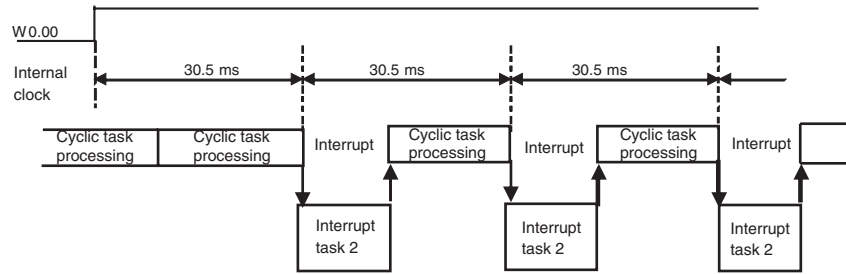 W0.00
Internal
clock
30.5 ms
30.5 ms
30.5 ms
Cyclic task
processing
Cyclic task
processing
Interrupt
Cyclic task
processing
Interrupt
Cyclic task
processing
Interrupt
Interrupt
task 2
Interrupt
task 2
Interrupt
task 2